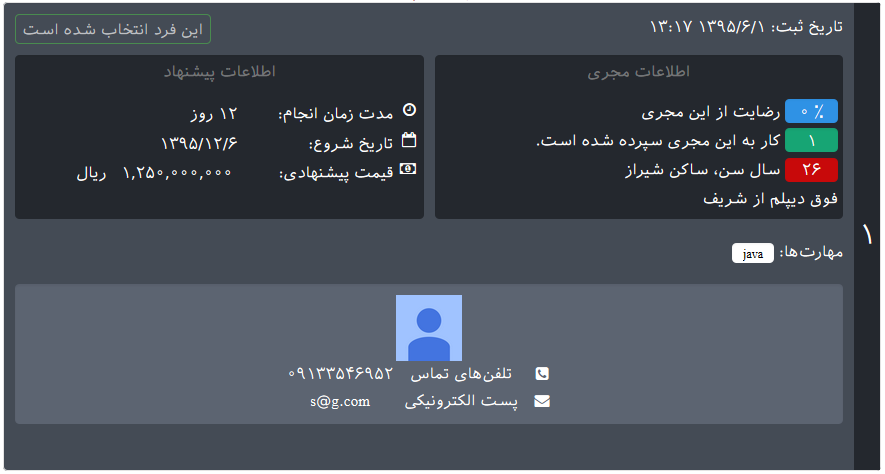 تاریخ ثبت: ۱۳۹۵/۶/۱ ۱۳:۱۷
این فرد انتخاب شده است
اطلاعات مجری
۰ ٪ رضایت از این مجری
۱ کار به این مجری سپرده شده است.
۲۶ سال سن، ساکن شیراز
فوق دیپلم از شریف
اطلاعات پیشنهاد
مدت زمان انجام: ۱۲ روز
تاریخ شروع: ۱۳۹۵/۱۲/۶
قیمت پیشنهادی: ۱,۲۵۰,۰۰۰,۰۰۰ ریال
۱
مهارت‌ها: java
تلفن‌های تماس ۰۹۱۳۳۵۴۶۹۵۲
پست الکترونیکی s@g.com